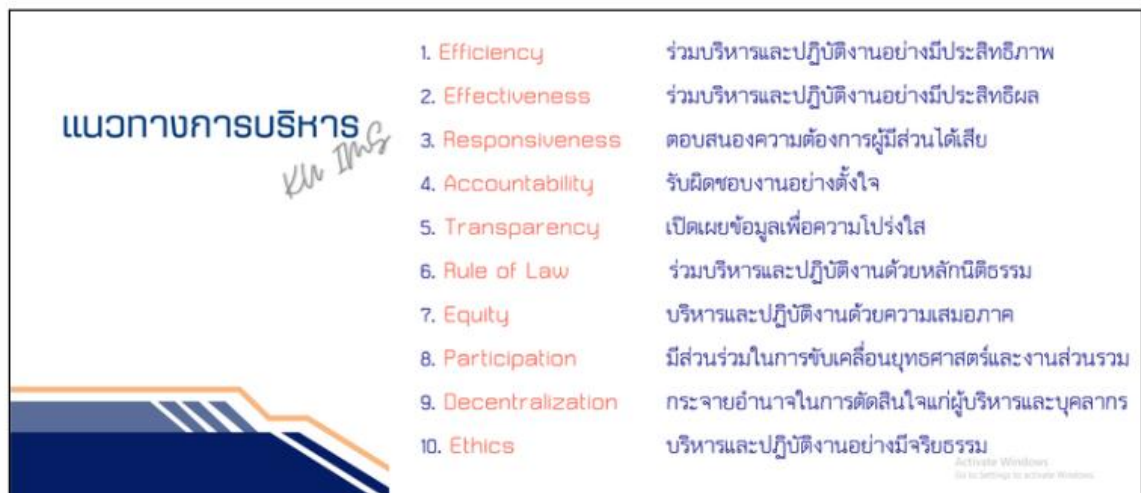 แนวทางการบริหาร
KU IMS
1. Efficiency ร่วมบริหารและปฏิบัติงานอย่างมีประสิทธิภาพ
2. Effectiveness ร่วมบริหารและปฏิบัติงานอย่างมีประสิทธิผล
3. Responsiveness ตอบสนองความต้องการผู้มีส่วนได้เสีย
4. Accountability รับผิดชอบงานอย่างตั้งใจ
5. Transparency เปิดเผยข้อมูลเพื่อความโปร่งใส
6. Rule of Law ร่วมบริหารและปฏิบัติงานด้วยหลักนิติธรรม
7. Equity บริหารและปฏิบัติงานด้วยความเสมอภาค
8. Participation มีส่วนร่วมในการขับเคลื่อนยุทธศาสตร์และงานส่วนรวม
9. Decentralization กระจายอำนาจในการตัดสินใจแก่ผู้บริหารและบุคลากร
10. Ethics บริหารและปฏิบัติงานอย่างมีจริยธรรม
Activate Windows
Go to Settings to activate Windows.